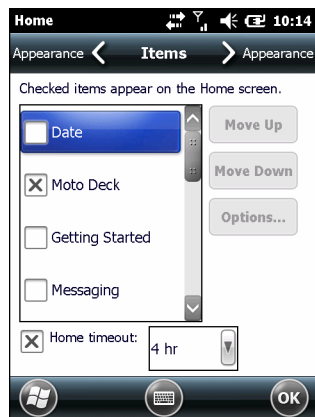 Home 10:14
Appearance Items Appearance
Checked items appear on the Home screen.
Date
Moto Deck
Getting Started
Messaging
Move Up
Move Down
Options...
Home timeout: 4 hr
OK